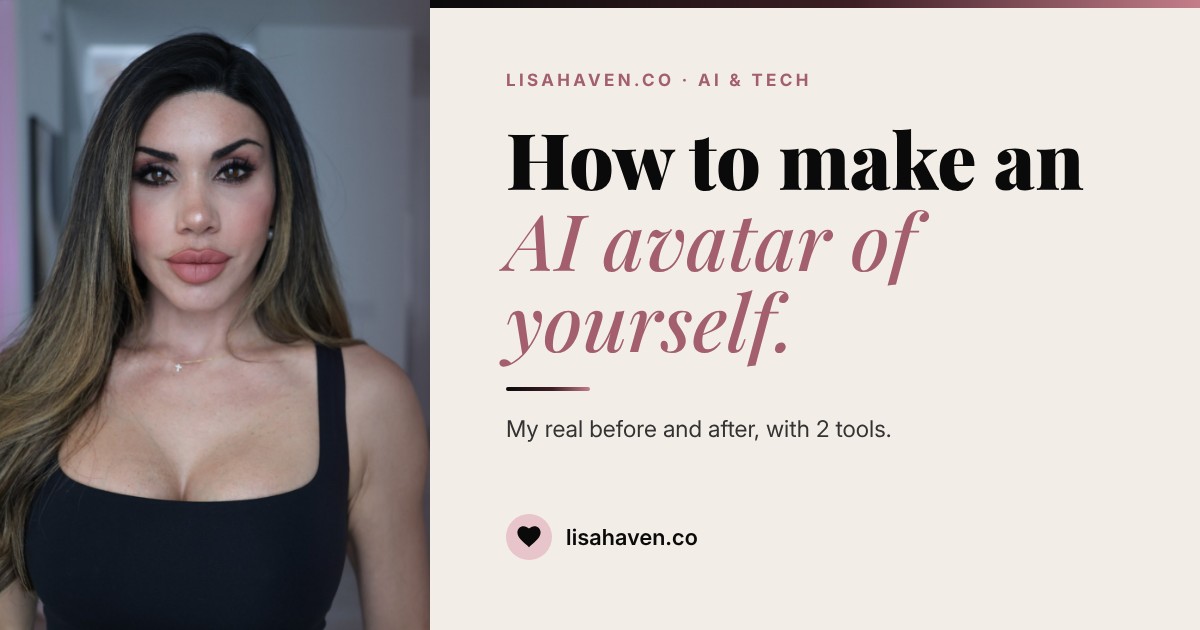 LISAHAVEN.CO · AI & TECH
How to make an
AI avatar of
yourself.
My real before and after, with 2 tools.
lisahaven.co